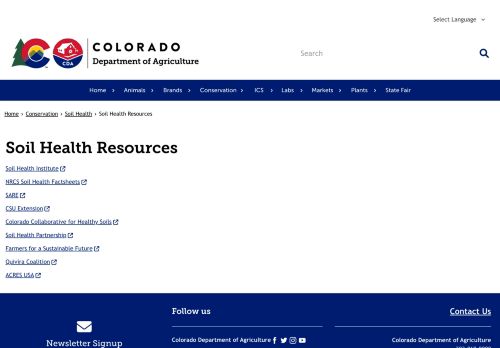 Select Language
COLORADO
Department of Agriculture
CDA
Search
Home Animals Brands Conservation ICS Labs Markets Plants State Fair
Home › Conservation › Soil Health › Soil Health Resources
Soil Health Resources
Soil Health Institute
NRCS Soil Health Factsheets
SARE
CSU Extension
Colorado Collaborative for Healthy Soils
Soil Health Partnership
Farmers for a Sustainable Future
Quivira Coalition
ACRES USA
Follow us
Contact Us
Newsletter Signup
Colorado Department of Agriculture
Colorado Department of Agriculture